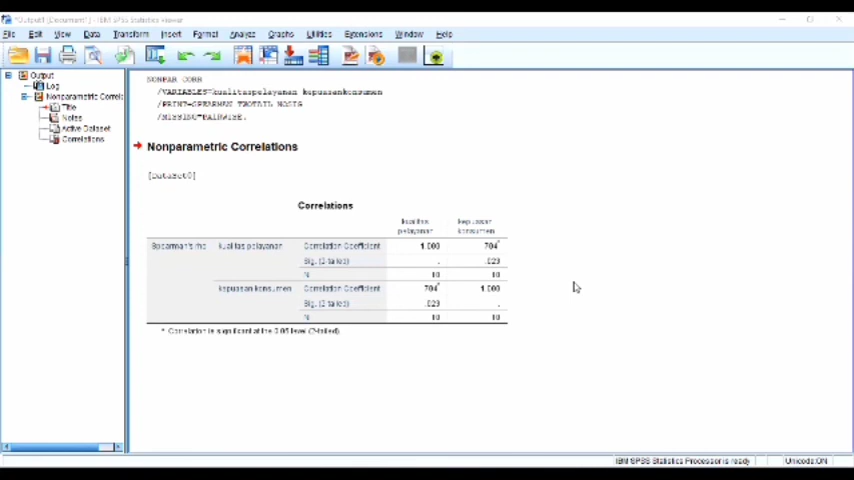 *Output1 [Document1] - IBM SPSS Statistics Viewer
File Edit View Data Transform Insert Format Analyze Graphs Utilities Extensions Window Help
Output
Log
Nonparametric Correl
Title
Notes
Active Dataset
Correlations
NONPAR CORR
/VARIABLES=kualitaspelayanan kepuasankonsumen
/PRINT=SPEARMAN TWOTAIL NOSIG
/MISSING=PAIRWISE.
Nonparametric Correlations
[DataSet0]
Correlations
kualitas pelayanan kepuasan konsumen
Spearman's rho kualitas pelayanan Correlation Coefficient 1.000 .704*
Sig. (2-tailed) . .023
N 10 10
kepuasan konsumen Correlation Coefficient .704* 1.000
Sig. (2-tailed) .023 .
N 10 10
* Correlation is significant at the 0.05 level (2-tailed).
IBM SPSS Statistics Processor is ready Unicode:ON